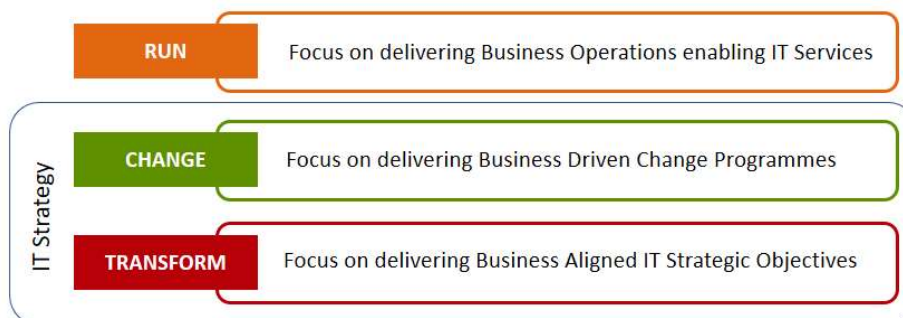 RUN
Focus on delivering Business Operations enabling IT Services
IT Strategy
CHANGE
Focus on delivering Business Driven Change Programmes
TRANSFORM
Focus on delivering Business Aligned IT Strategic Objectives